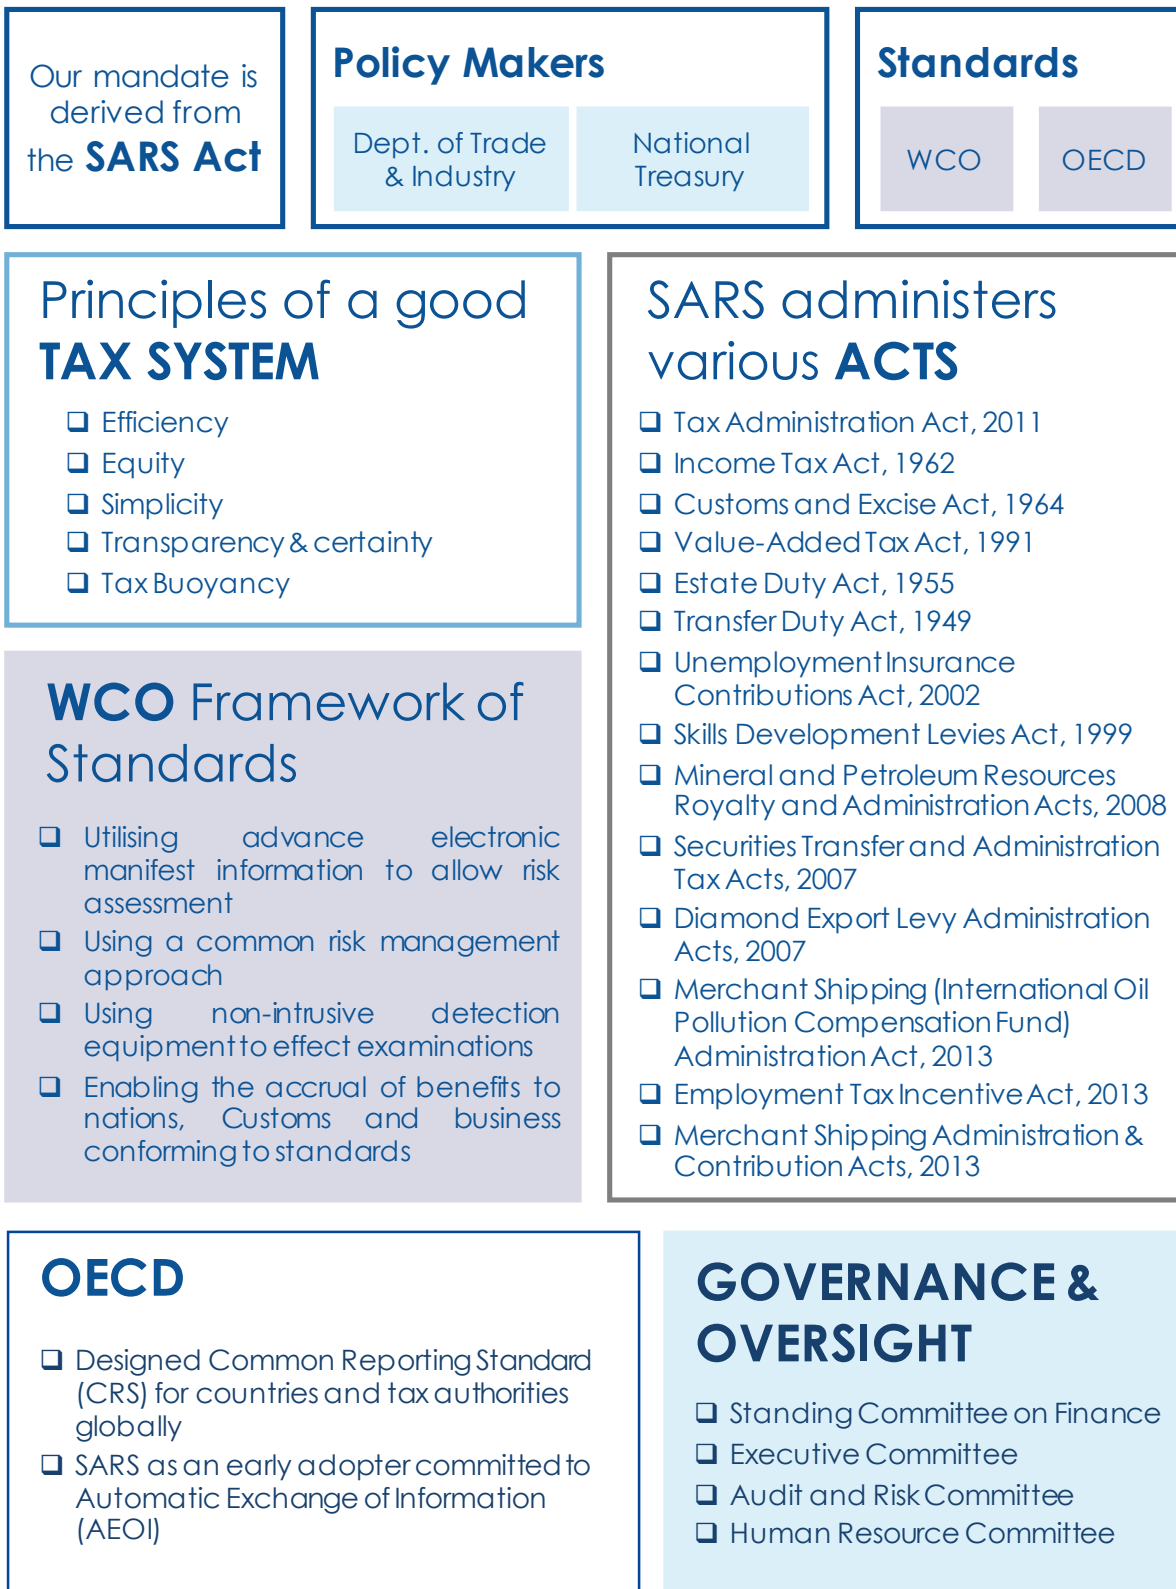 Our mandate is
derived from
the SARS Act
Policy Makers
Dept. of Trade
& Industry
National
Treasury
Standards
WCO
OECD
Principles of a good
TAX SYSTEM
❑ Efficiency
❑ Equity
❑ Simplicity
❑ Transparency & certainty
❑ Tax Buoyancy
WCO Framework of
Standards
❑ Utilising advance electronic
manifest information to allow risk
assessment
❑ Using a common risk management
approach
❑ Using non-intrusive detection
equipment to effect examinations
❑ Enabling the accrual of benefits to
nations, Customs and business
conforming to standards
SARS administers
various ACTS
❑ Tax Administration Act, 2011
❑ Income Tax Act, 1962
❑ Customs and Excise Act, 1964
❑ Value-Added Tax Act, 1991
❑ Estate Duty Act, 1955
❑ Transfer Duty Act, 1949
❑ Unemployment Insurance
Contributions Act, 2002
❑ Skills Development Levies Act, 1999
❑ Mineral and Petroleum Resources
Royalty and Administration Acts, 2008
❑ Securities Transfer and Administration
Tax Acts, 2007
❑ Diamond Export Levy Administration
Acts, 2007
❑ Merchant Shipping (International Oil
Pollution Compensation Fund)
Administration Act, 2013
❑ Employment Tax Incentive Act, 2013
❑ Merchant Shipping Administration &
Contribution Acts, 2013
OECD
❑ Designed Common Reporting Standard
(CRS) for countries and tax authorities
globally
❑ SARS as an early adopter committed to
Automatic Exchange of Information
(AEOI)
GOVERNANCE &
OVERSIGHT
❑ Standing Committee on Finance
❑ Executive Committee
❑ Audit and Risk Committee
❑ Human Resource Committee